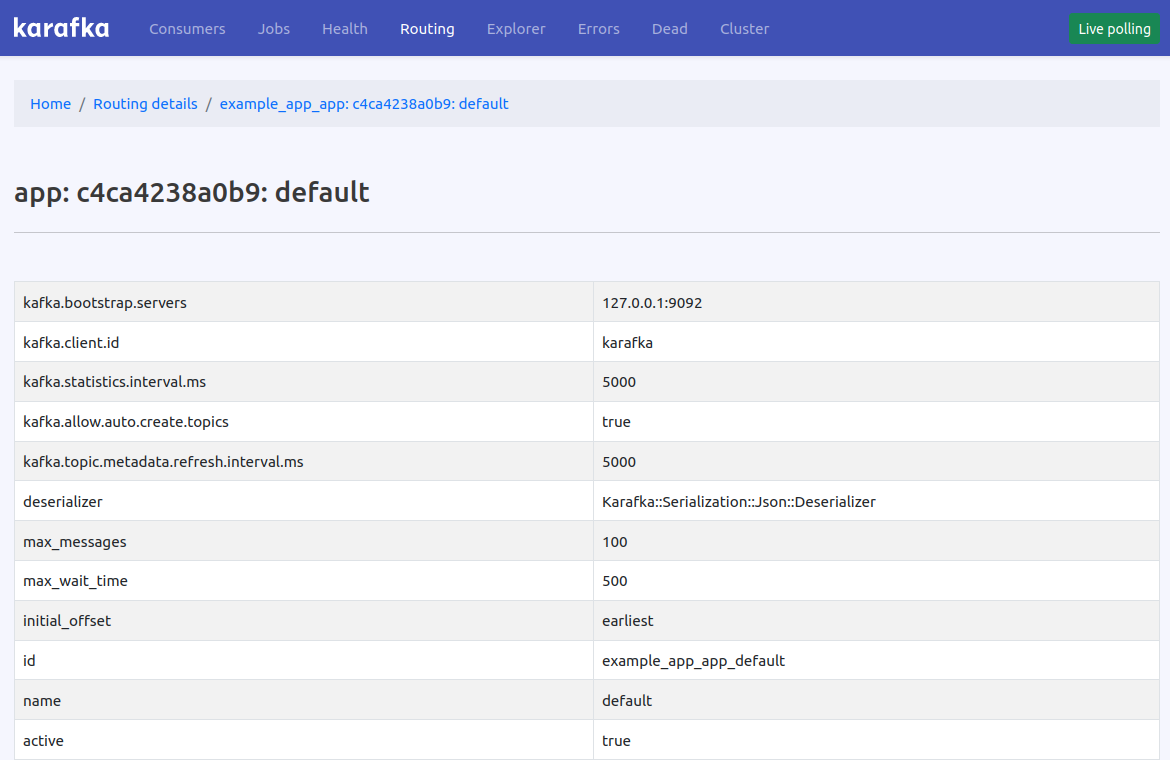 karafka Consumers Jobs Health Routing Explorer Errors Dead Cluster Live polling
Home / Routing details / example_app_app: c4ca4238a0b9: default
app: c4ca4238a0b9: default
kafka.bootstrap.servers 127.0.0.1:9092
kafka.client.id karafka
kafka.statistics.interval.ms 5000
kafka.allow.auto.create.topics true
kafka.topic.metadata.refresh.interval.ms 5000
deserializer Karafka::Serialization::Json::Deserializer
max_messages 100
max_wait_time 500
initial_offset earliest
id example_app_app_default
name default
active true